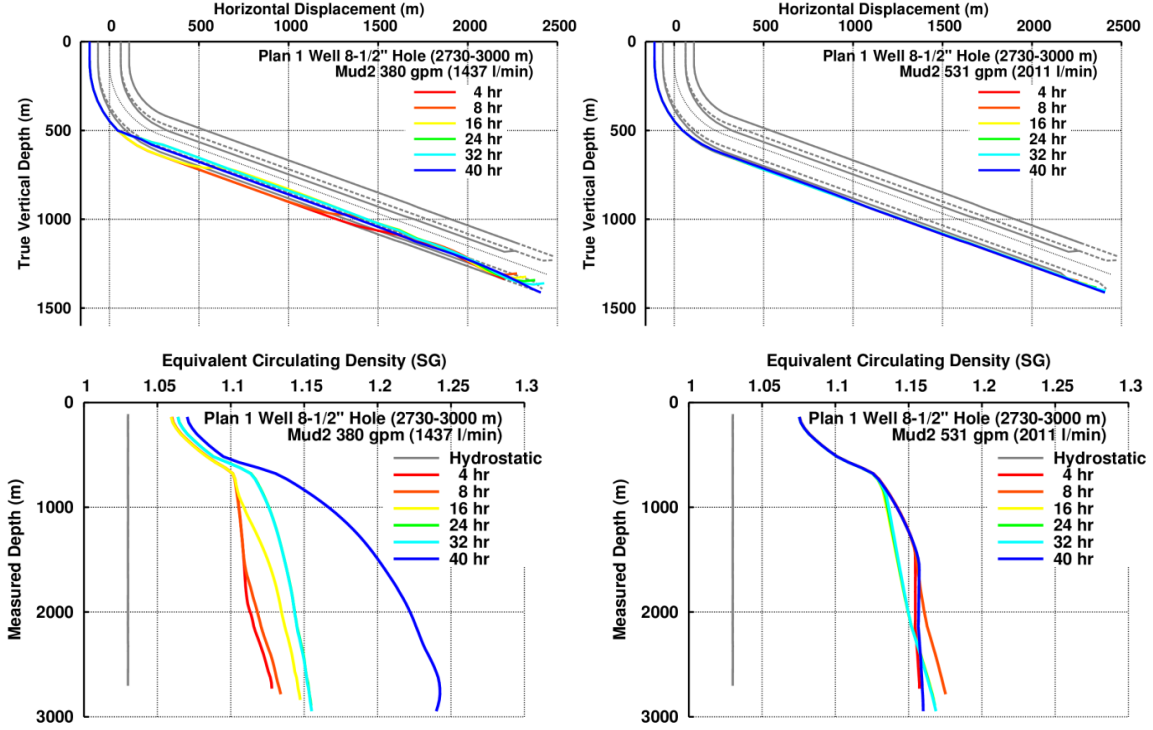 Horizontal Displacement (m)
0 500 1000 1500 2000 2500
True Vertical Depth (m)
0
500
1000
1500
Plan 1 Well 8-1/2" Hole (2730-3000 m)
Mud2 380 gpm (1437 l/min)
4 hr
8 hr
16 hr
24 hr
32 hr
40 hr
Horizontal Displacement (m)
0 500 1000 1500 2000 2500
True Vertical Depth (m)
0
500
1000
1500
Plan 1 Well 8-1/2" Hole (2730-3000 m)
Mud2 531 gpm (2011 l/min)
4 hr
8 hr
16 hr
24 hr
32 hr
40 hr
Equivalent Circulating Density (SG)
1 1.05 1.1 1.15 1.2 1.25 1.3
Measured Depth (m)
0
1000
2000
3000
Plan 1 Well 8-1/2" Hole (2730-3000 m)
Mud2 380 gpm (1437 l/min)
Hydrostatic
4 hr
8 hr
16 hr
24 hr
32 hr
40 hr
Equivalent Circulating Density (SG)
1 1.05 1.1 1.15 1.2 1.25 1.3
Measured Depth (m)
0
1000
2000
3000
Plan 1 Well 8-1/2" Hole (2730-3000 m)
Mud2 531 gpm (2011 l/min)
Hydrostatic
4 hr
8 hr
16 hr
24 hr
32 hr
40 hr